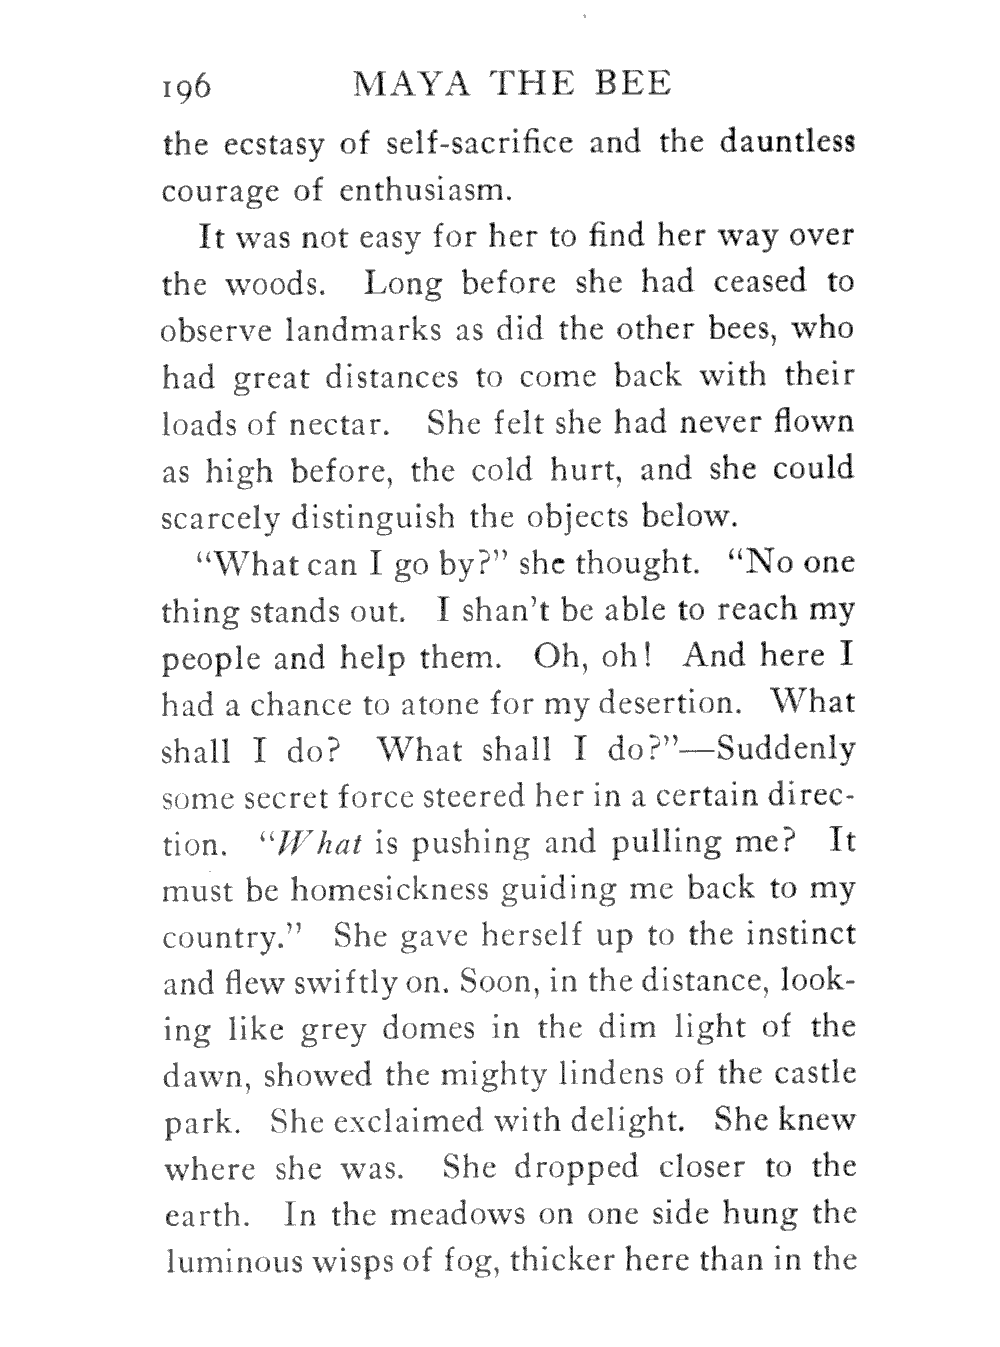 196 MAYA THE BEE
the ecstasy of self-sacrifice and the dauntless
courage of enthusiasm.
It was not easy for her to find her way over
the woods. Long before she had ceased to
observe landmarks as did the other bees, who
had great distances to come back with their
loads of nectar. She felt she had never flown
as high before, the cold hurt, and she could
scarcely distinguish the objects below.
“What can I go by?” she thought. “No one
thing stands out. I shan’t be able to reach my
people and help them. Oh, oh! And here I
had a chance to atone for my desertion. What
shall I do? What shall I do?”—Suddenly
some secret force steered her in a certain direc-
tion. “What is pushing and pulling me? It
must be homesickness guiding me back to my
country.” She gave herself up to the instinct
and flew swiftly on. Soon, in the distance, look-
ing like grey domes in the dim light of the
dawn, showed the mighty lindens of the castle
park. She exclaimed with delight. She knew
where she was. She dropped closer to the
earth. In the meadows on one side hung the
luminous wisps of fog, thicker here than in the